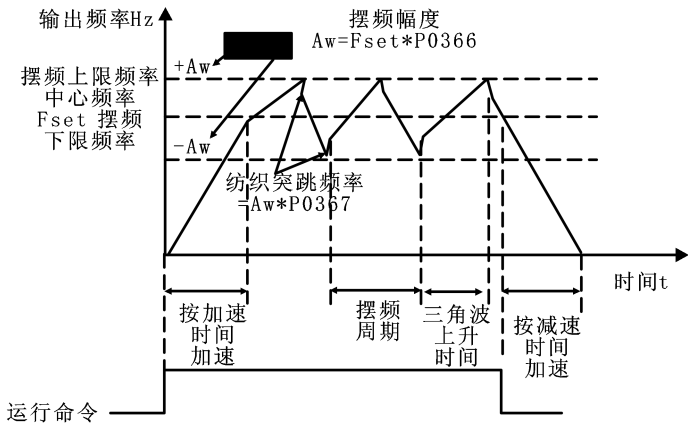 输出频率Hz
摆频幅度
Aw=Fset*P0366
+Aw
摆频上限频率
中心频率
Fset 摆频
下限频率
-Aw
纺织突跳频率
=Aw*P0367
时间t
按加速
时间
加速
摆频
周期
三角波
上升
时间
按减速
时间
加速
运行命令